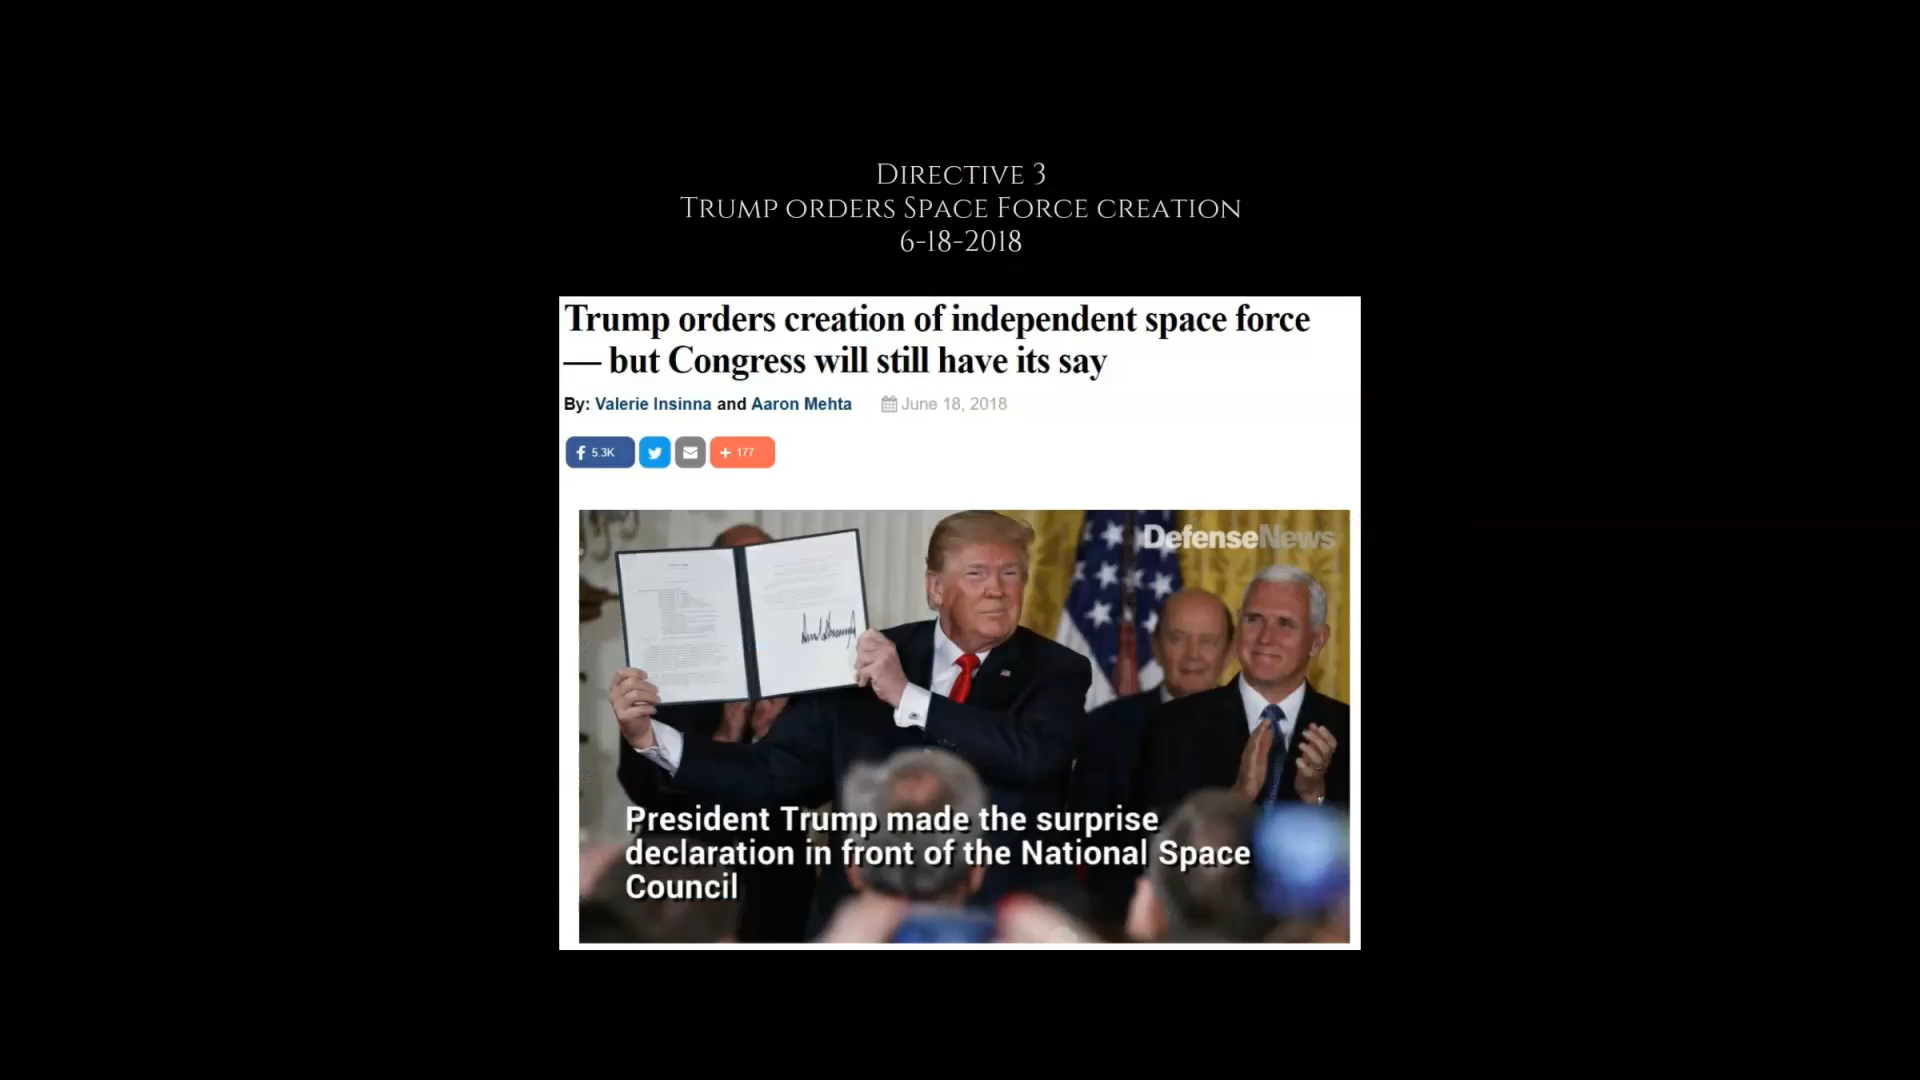 Directive 3
Trump orders Space Force creation
6-18-2018
Trump orders creation of independent space force
— but Congress will still have its say
By: Valerie Insinna and Aaron Mehta June 18, 2018
5.3K + 177
DefenseNews
President Trump made the surprise
declaration in front of the National Space
Council